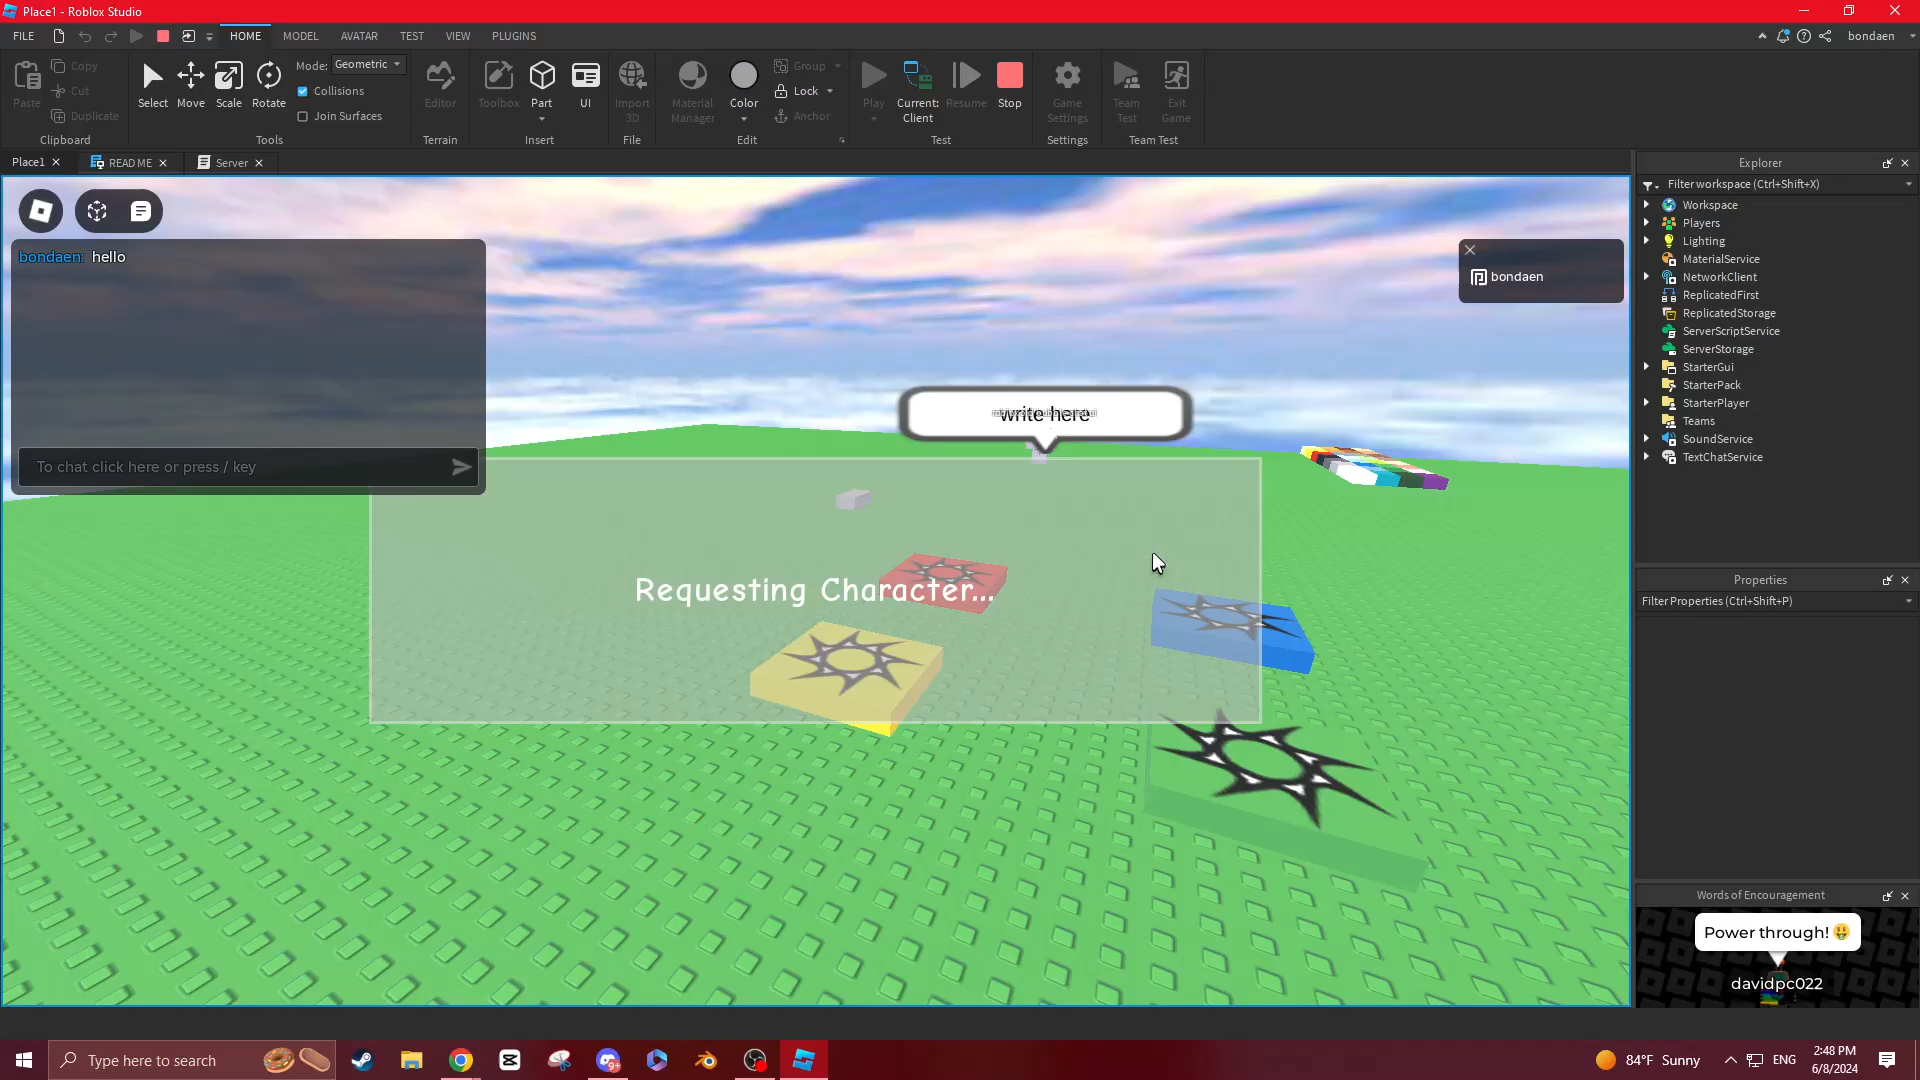 Place1 - Roblox Studio
FILE
HOME
MODEL
AVATAR
TEST
VIEW
PLUGINS
bondaen
Paste
Copy
Cut
Duplicate
Clipboard
Select
Move
Scale
Rotate
Mode:
Geometric
Collisions
Join Surfaces
Tools
Editor
Terrain
Toolbox
Part
UI
Insert
Import
3D
File
Material
Manager
Color
Group
Lock
Anchor
Edit
Play
Current:
Client
Resume
Stop
Test
Game
Settings
Settings
Team
Test
Exit
Game
Team Test
Place1
README
Server
bondaen: hello
To chat click here or press / key
bondaen
write here
Requesting Character...
Explorer
Filter workspace (Ctrl+Shift+X)
Workspace
Players
Lighting
MaterialService
NetworkClient
ReplicatedFirst
ReplicatedStorage
ServerScriptService
ServerStorage
StarterGui
StarterPack
StarterPlayer
Teams
SoundService
TextChatService
Properties
Filter Properties (Ctrl+Shift+P)
Words of Encouragement
Power through! 🤑
davidpc022
Type here to search
9+
84°F Sunny
ENG
2:48 PM
6/8/2024